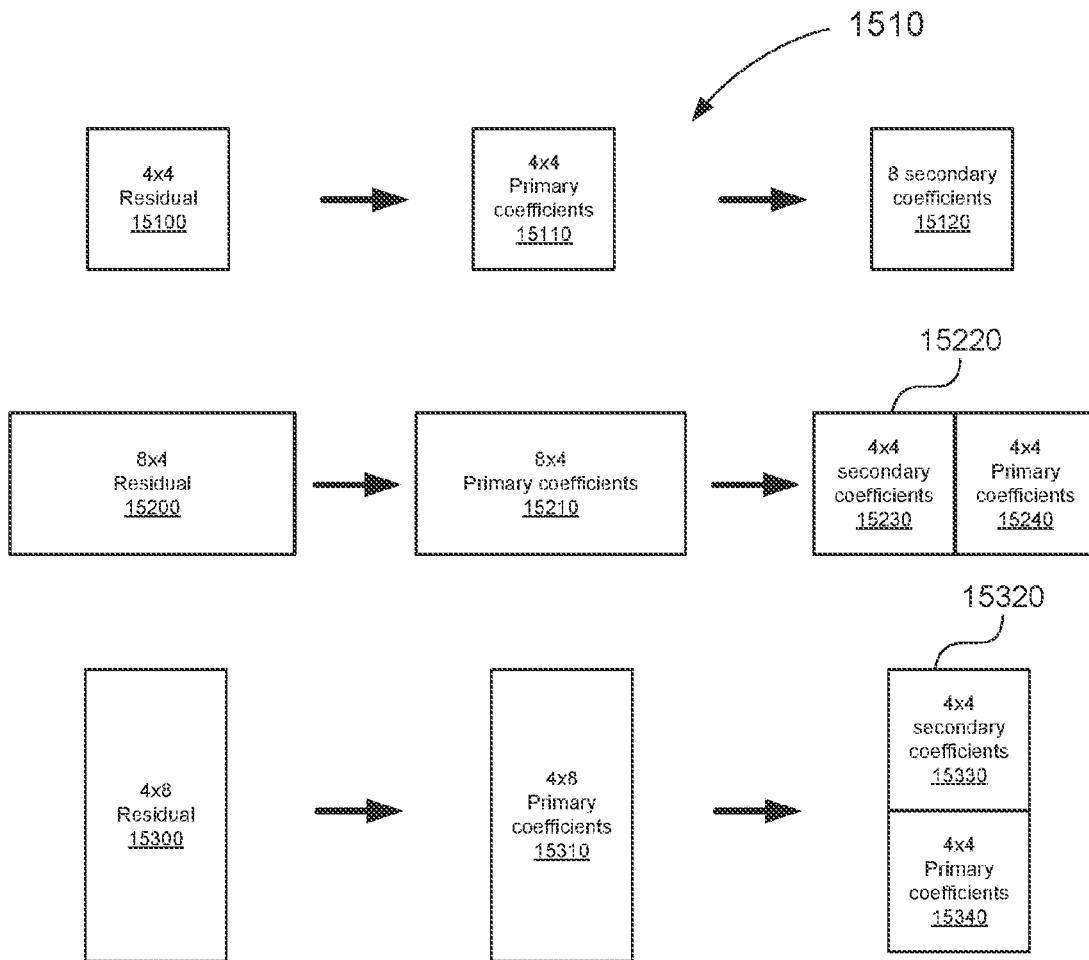 1510
4x4
Residual
15100
4x4
Primary
coefficients
15110
8 secondary
coefficients
15120
15220
8x4
Residual
15200
8x4
Primary coefficients
15210
4x4
secondary
coefficients
15230
4x4
Primary
coefficients
15240
15320
4x8
Residual
15300
4x8
Primary
coefficients
15310
4x4
secondary
coefficients
15330
4x4
Primary
coefficients
15340